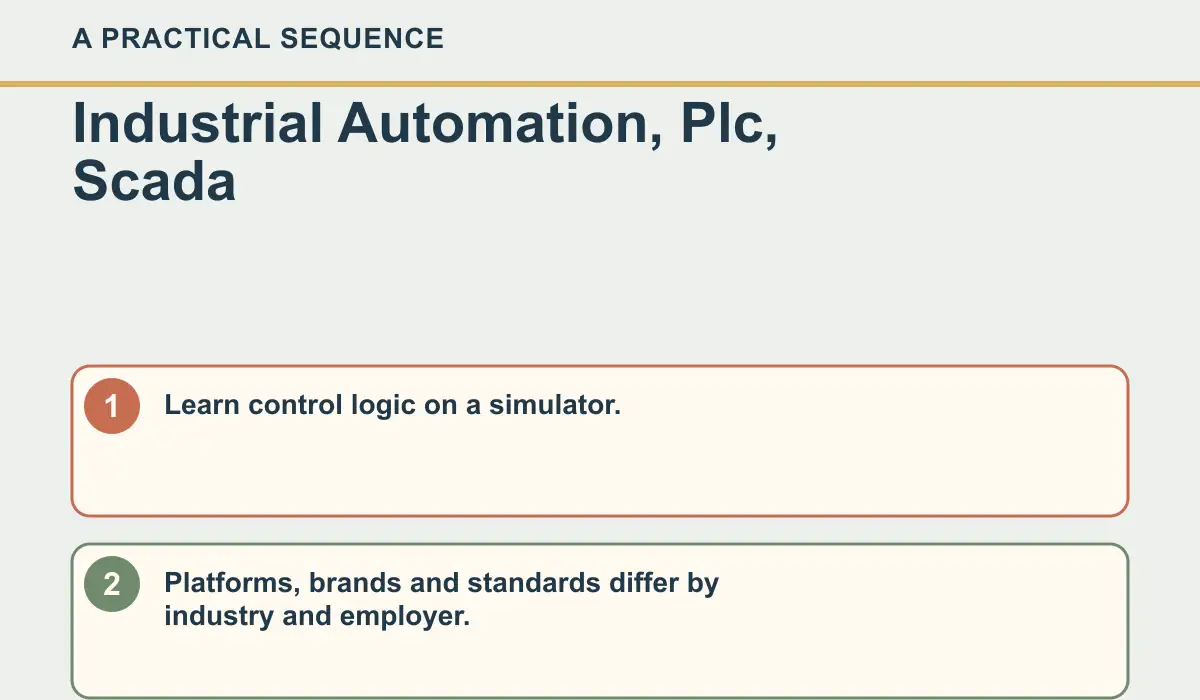 A PRACTICAL SEQUENCE
Industrial Automation, Plc,
Scada
1
Learn control logic on a simulator.
2
Platforms, brands and standards differ by
industry and employer.